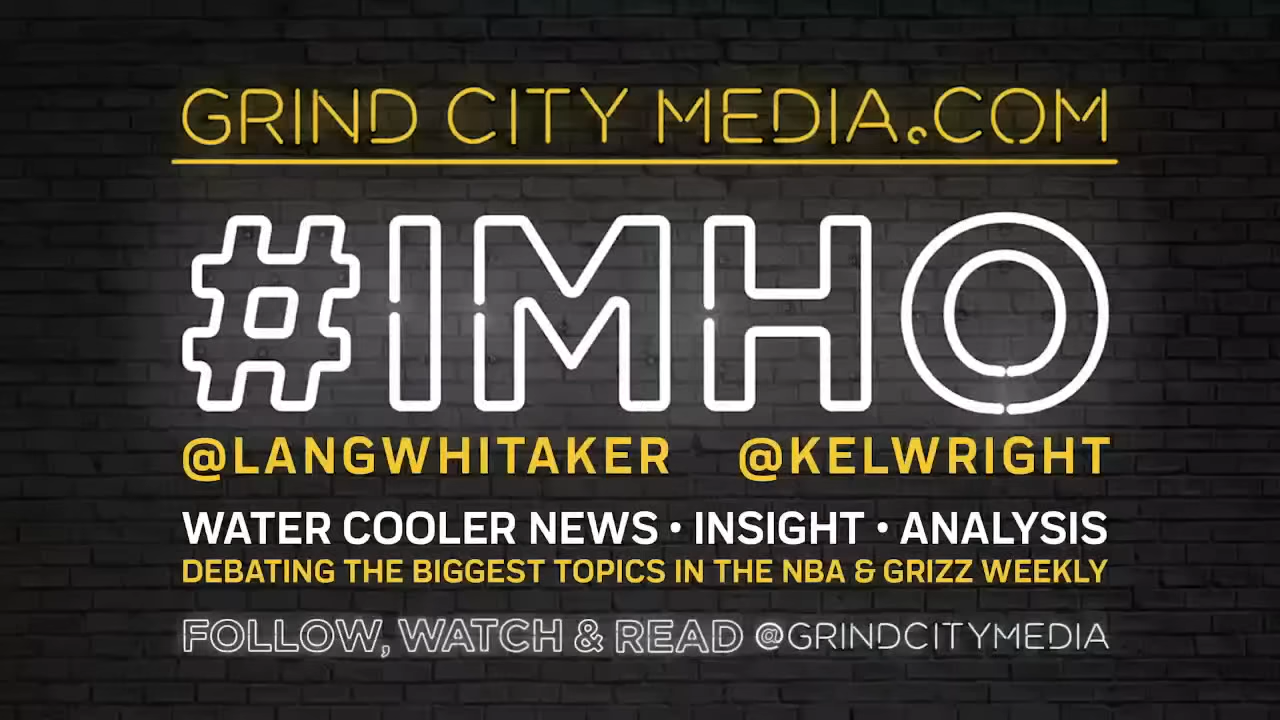 GRIND CITY MEDIA.COM
#IMHO
@LANGWHITAKER @KELWRIGHT
WATER COOLER NEWS • INSIGHT • ANALYSIS
DEBATING THE BIGGEST TOPICS IN THE NBA & GRIZZ WEEKLY
FOLLOW, WATCH & READ @GRINDCITYMEDIA